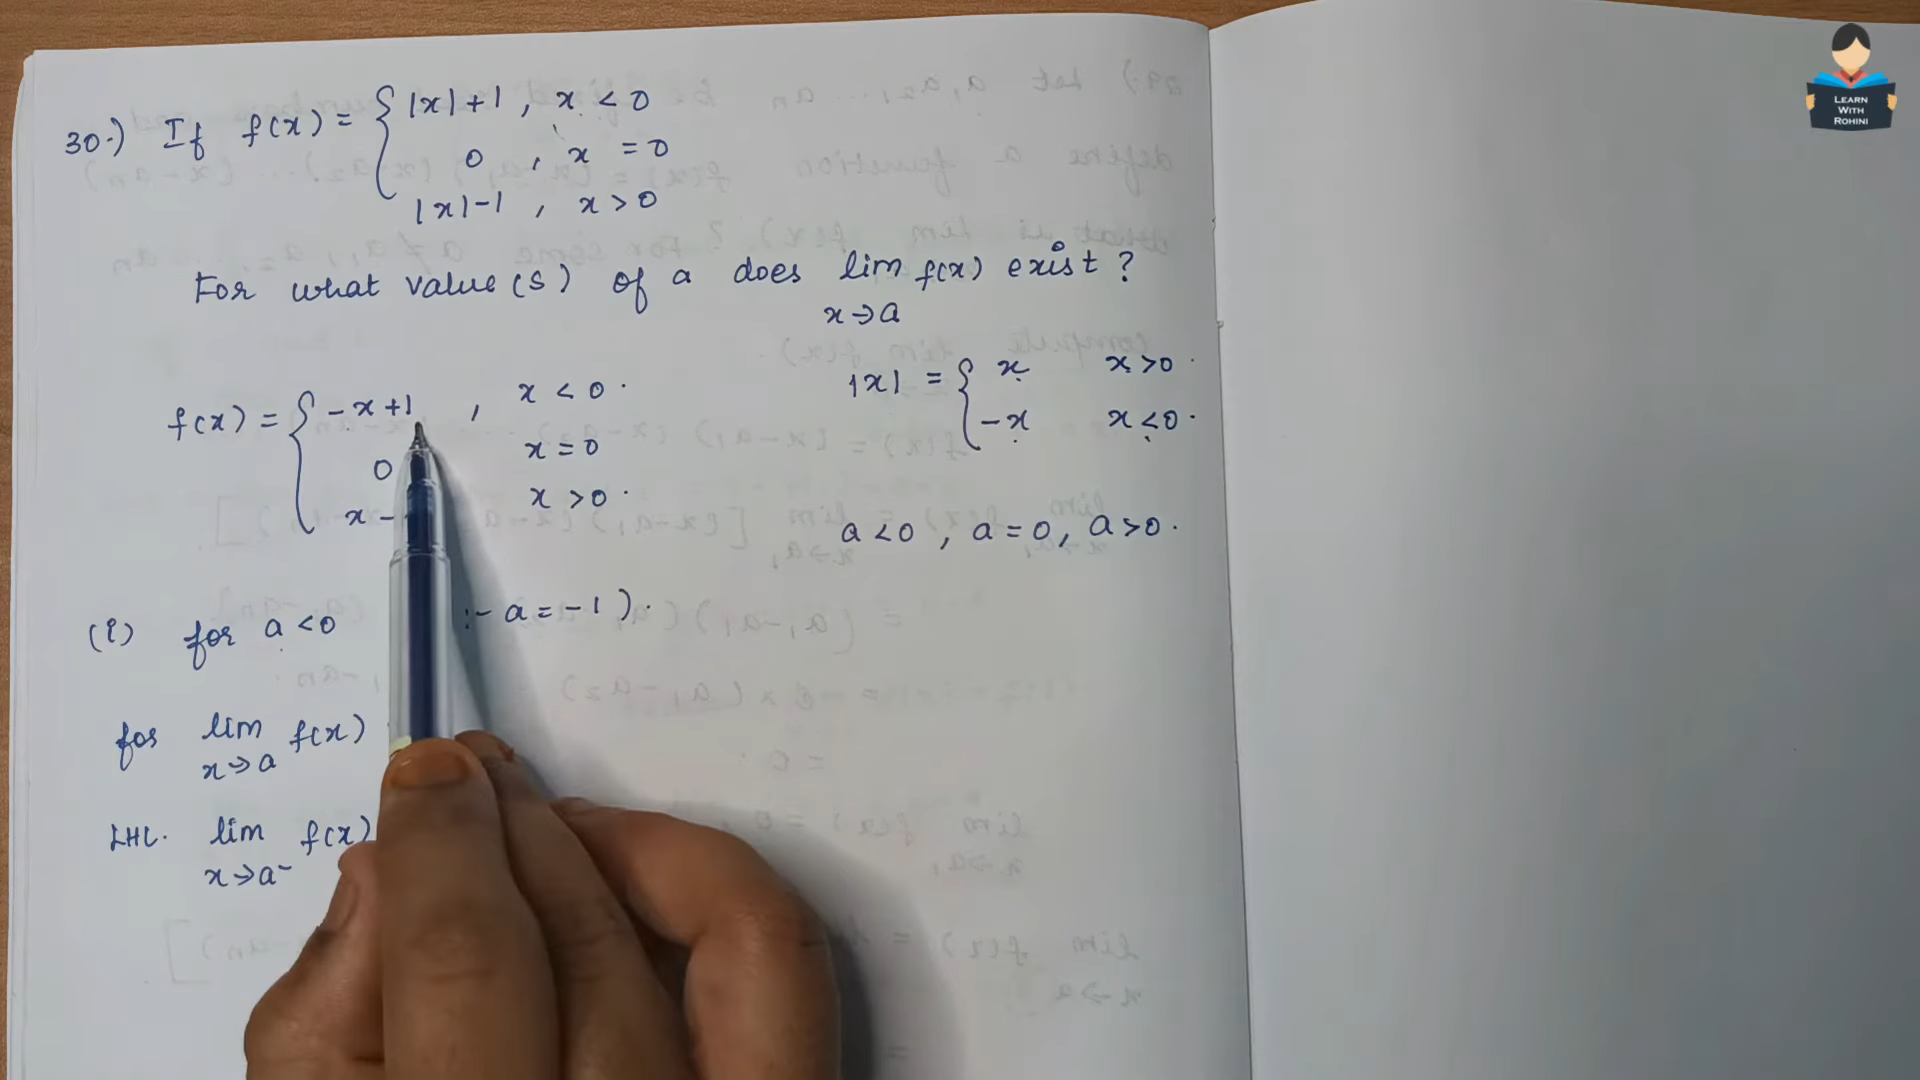 LEARN
WITH
ROHINI
30.) If f(x) = { |x|+1 , x < 0
0 , x = 0
|x|-1 , x > 0
For what value(s) of a does lim f(x) exist ?
x→a
f(x) = { -x+1 , x < 0 .
0 x = 0
x - x > 0 .
|x| = { x x > 0 .
-x x < 0 .
a < 0 , a = 0 , a > 0 .
(i) for a < 0 :- a = -1 ) .
for lim f(x)
x→a
LHL. lim f(x)
x→a⁻